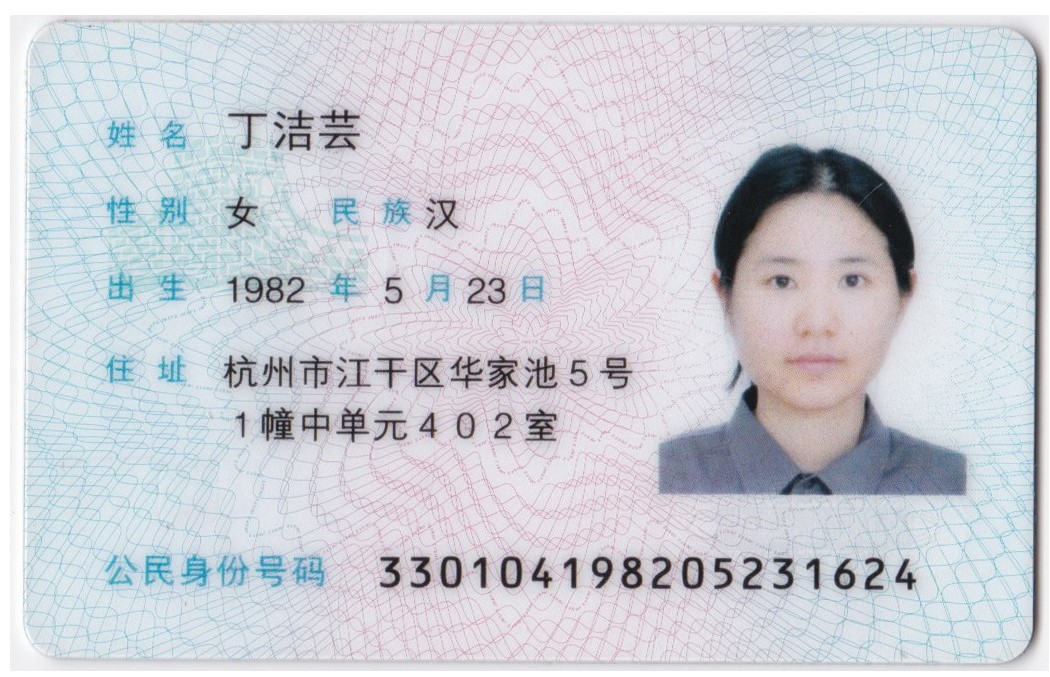 姓名 丁洁芸
性别 女 民族 汉
出生 1982 年 5 月 23 日
住址 杭州市江干区华家池5号
1幢中单元402室
公民身份号码 330104198205231624